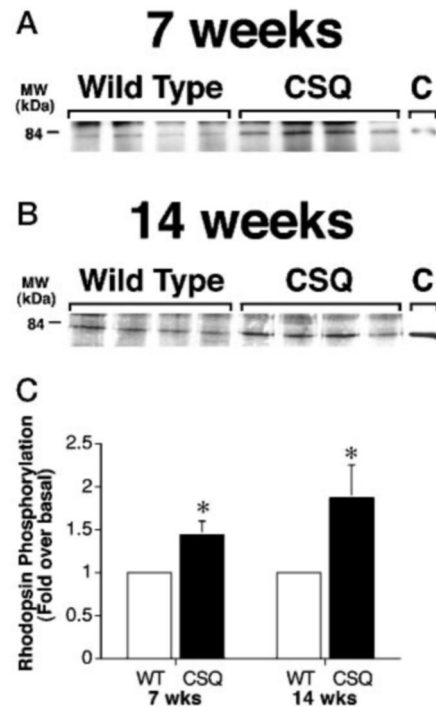 A
7 weeks
MW
(kDa)
Wild Type CSQ C
84
B
14 weeks
MW
(kDa)
Wild Type CSQ C
84
C
Rhodopsin Phosphorylation
(Fold over basal)
2.5
2
1.5
1
0.5
0
*
*
WT CSQ WT CSQ
7 wks 14 wks